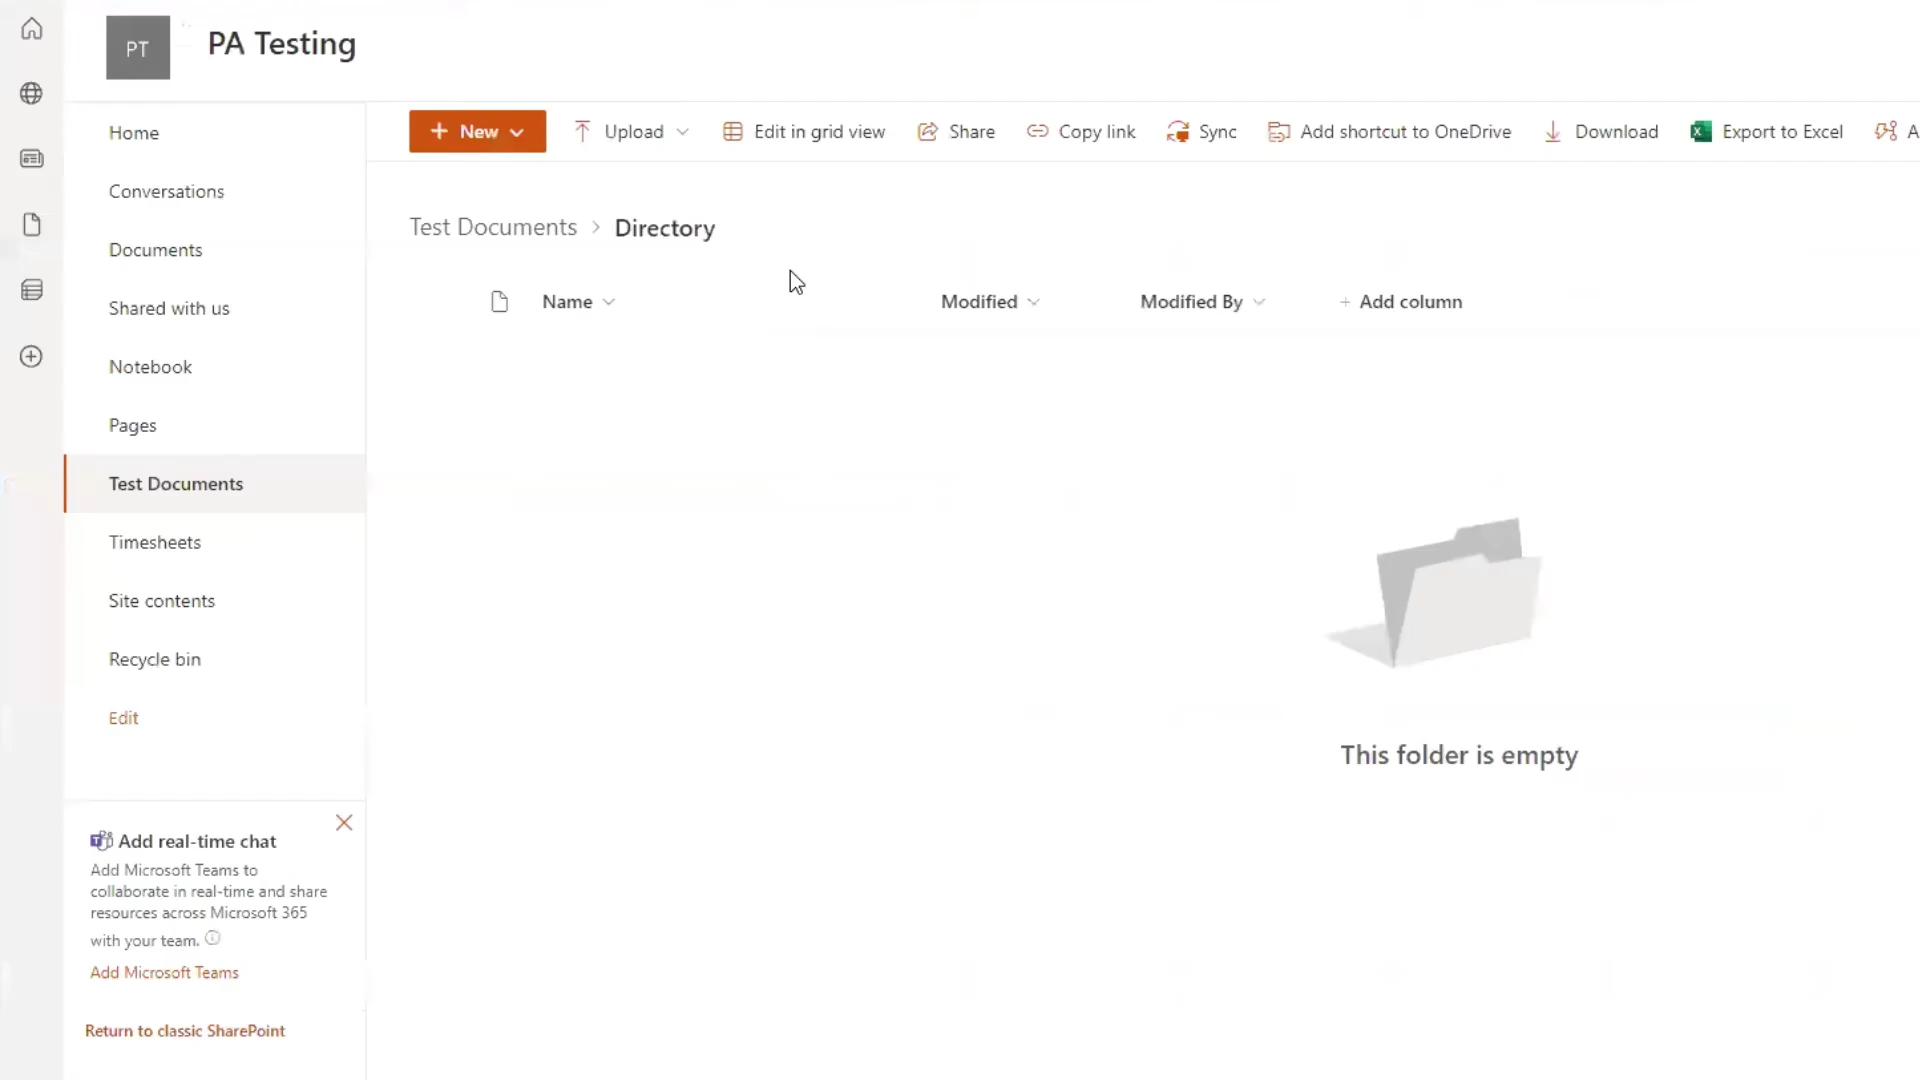 PT
PA Testing
Home
Conversations
Documents
Shared with us
Notebook
Pages
Test Documents
Timesheets
Site contents
Recycle bin
Edit
Add real-time chat
Add Microsoft Teams to
collaborate in real-time and share
resources across Microsoft 365
with your team.
Add Microsoft Teams
Return to classic SharePoint
+ New Upload Edit in grid view Share Copy link Sync Add shortcut to OneDrive Download Export to Excel A
Test Documents > Directory
Name Modified Modified By + Add column
This folder is empty